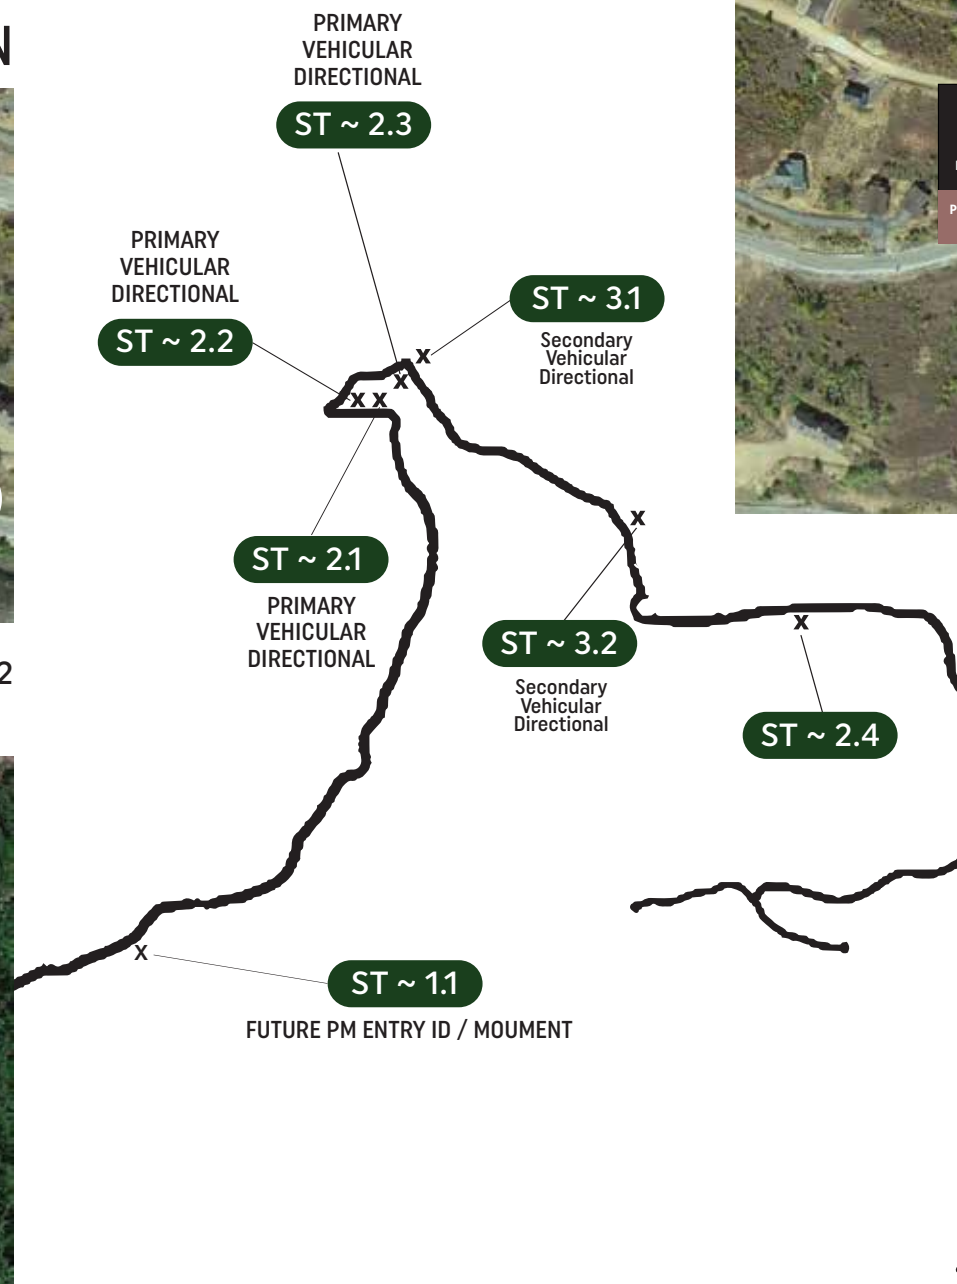 N
PRIMARY
VEHICULAR
DIRECTIONAL
ST ~ 2.3
PRIMARY
VEHICULAR
DIRECTIONAL
ST ~ 2.2
ST ~ 3.1
Secondary
Vehicular
Directional
X
X
X X
X
ST ~ 2.1
PRIMARY
VEHICULAR
DIRECTIONAL
ST ~ 3.2
Secondary
Vehicular
Directional
X
ST ~ 2.4
2
P
X
ST ~ 1.1
FUTURE PM ENTRY ID / MOUMENT